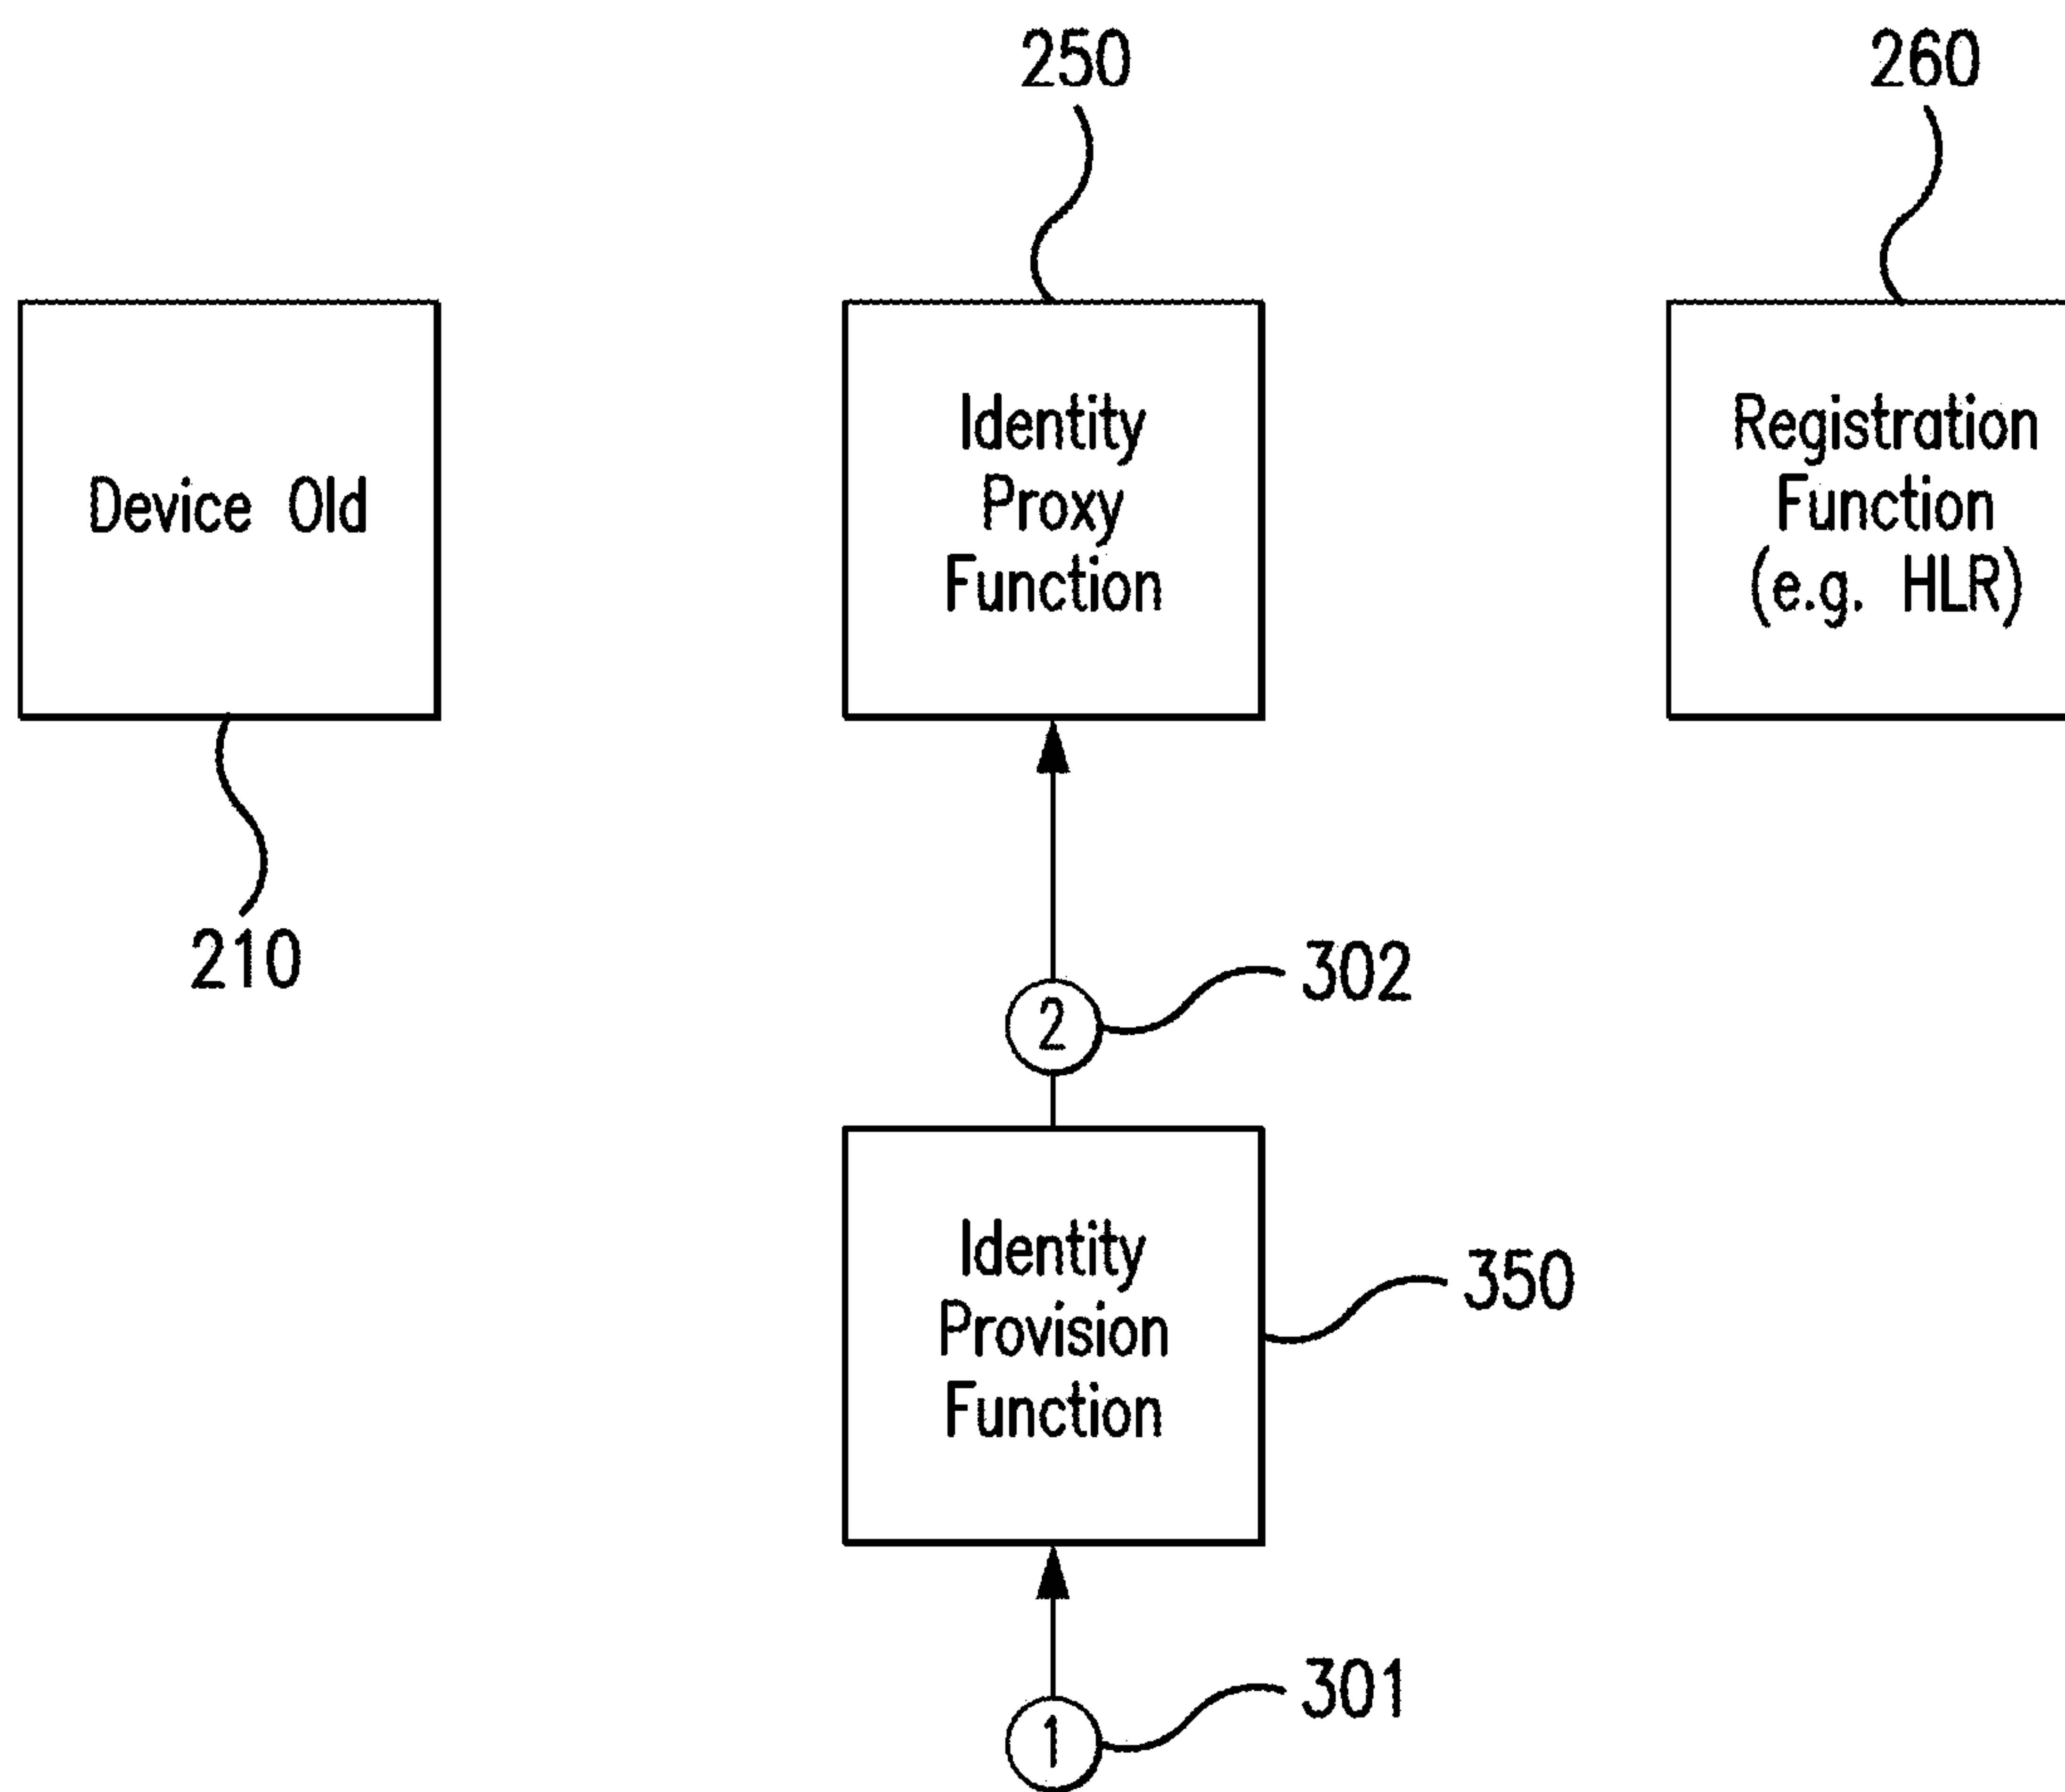 250
260
Device Old
Identity
Proxy
Function
Registration
Function
(e.g. HLR)
210
302
2
Identity
Provision
Function
350
301
1